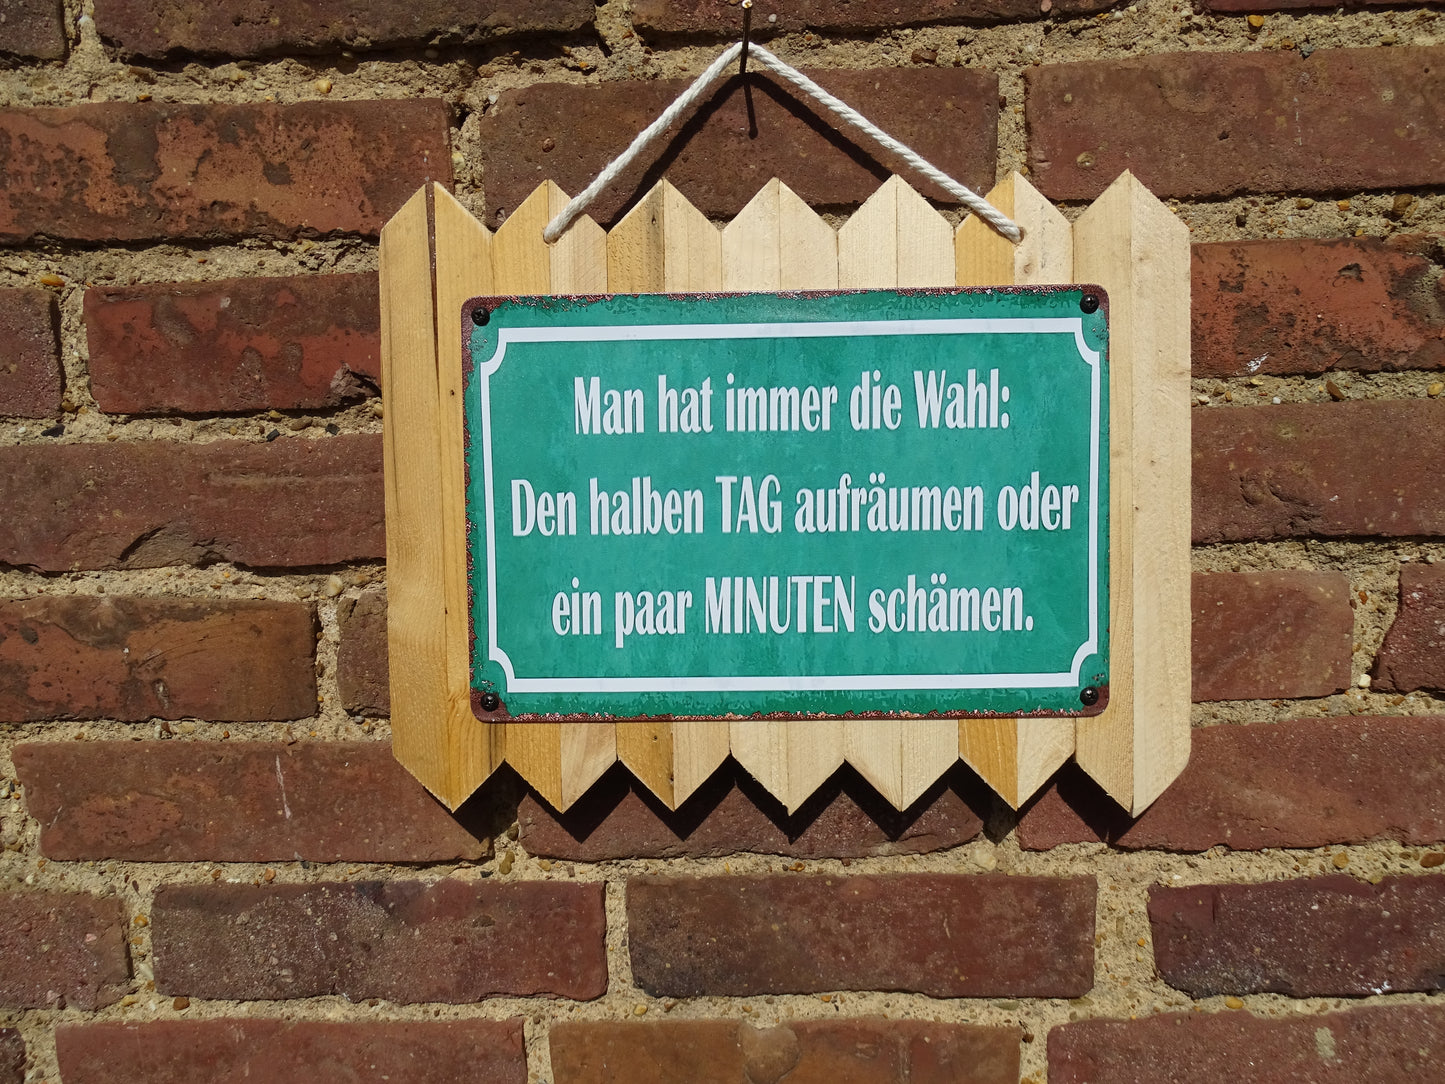 Man hat immer die Wahl:
Den halben TAG aufräumen oder
ein paar MINUTEN schämen.